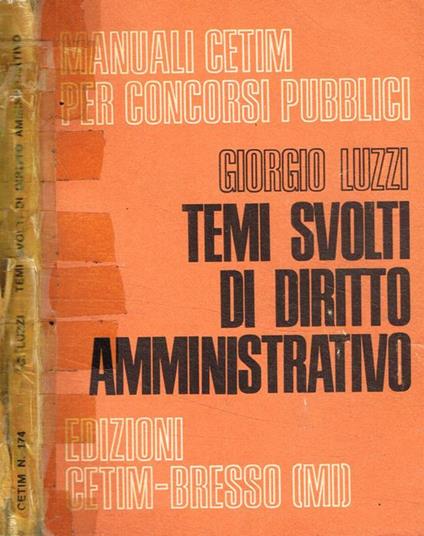 MANUALI CETIM
PER CONCORSI PUBBLICI
GIORGIO LUZZI
TEMI SVOLTI
DI DIRITTO
AMMINISTRATIVO
EDIZIONI
CETIM-BRESSO (MI)
CETIM N. 174 G. LUZZI TEMI SVOLTI DI DIRITTO AMMINISTRATIVO